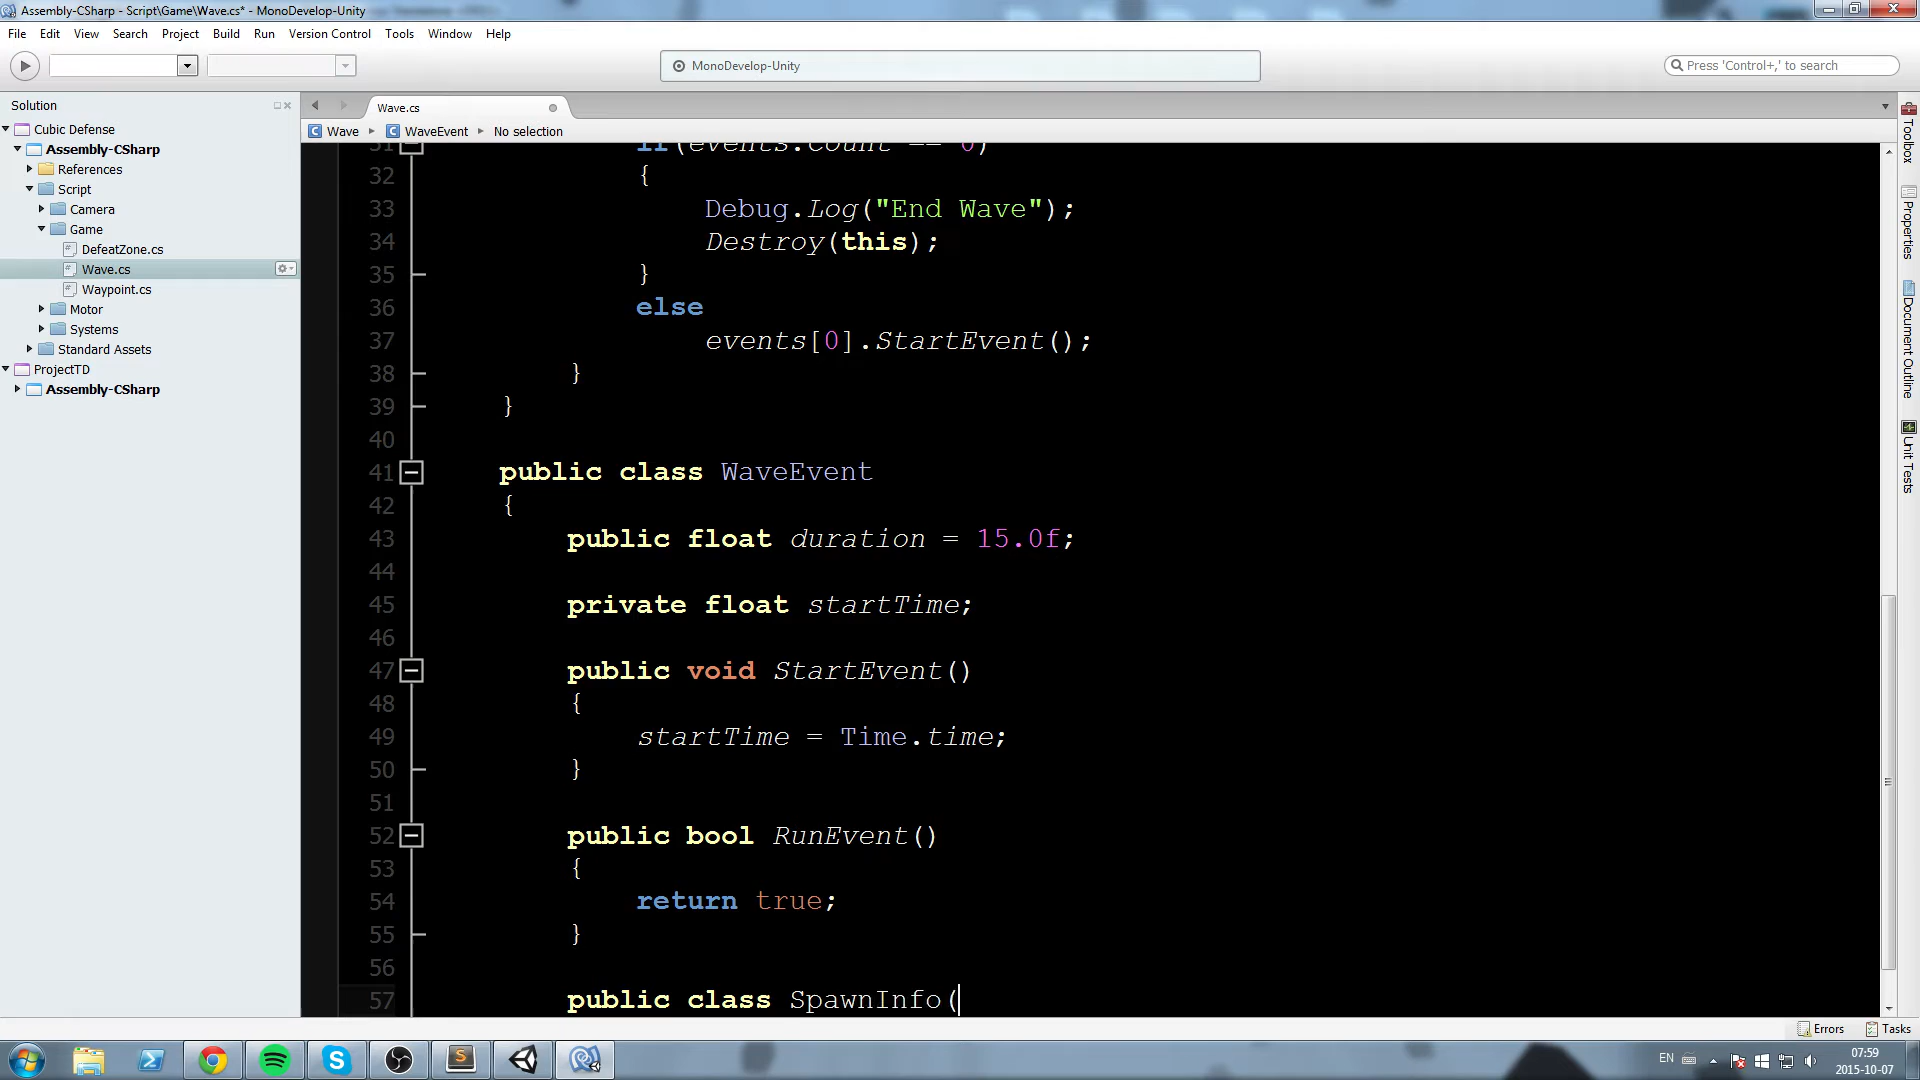 Assembly-CSharp - Script\Game\Wave.cs* - MonoDevelop-Unity
File Edit View Search Project Build Run Version Control Tools Window Help
MonoDevelop-Unity
Press 'Control+,' to search
Solution
Cubic Defense
Assembly-CSharp
References
Script
Camera
Game
DefeatZone.cs
Wave.cs
Waypoint.cs
Motor
Systems
Standard Assets
ProjectTD
Assembly-CSharp
Wave.cs
Wave WaveEvent No selection
31 if(events.Count == 0)
32 {
33 Debug.Log("End Wave");
34 Destroy(this);
35 }
36 else
37 events[0].StartEvent();
38 }
39 }
40
41 public class WaveEvent
42 {
43 public float duration = 15.0f;
44
45 private float startTime;
46
47 public void StartEvent()
48 {
49 startTime = Time.time;
50 }
51
52 public bool RunEvent()
53 {
54 return true;
55 }
56
57 public class SpawnInfo(
Toolbox
Properties
Document Outline
Unit Tests
Errors Tasks
EN
07:59
2015-10-07